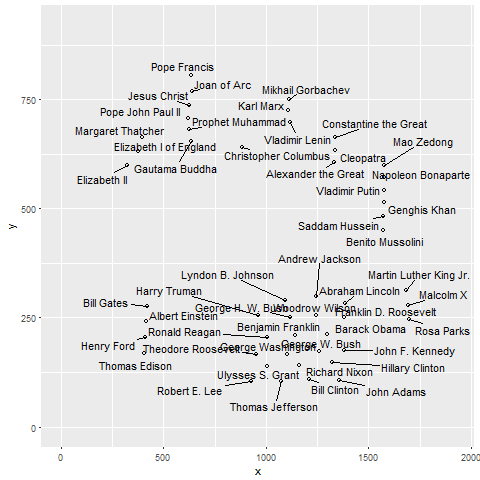 Pope Francis
Joan of Arc
Jesus Christ
Mikhail Gorbachev
750
Pope John Paul II
Karl Marx
Prophet Muhammad
Constantine the Great
Margaret Thatcher
Vladimir Lenin
Mao Zedong
Elizabeth I of England
Christopher Columbus
Cleopatra
Gautama Buddha
Alexander the Great
Napoleon Bonaparte
Elizabeth II
Vladimir Putin
500
Genghis Khan
Saddam Hussein
Benito Mussolini
y
Andrew Jackson
Lyndon B. Johnson
Martin Luther King Jr.
Harry Truman
Abraham Lincoln
Malcolm X
Bill Gates
George H. W. Bush
Woodrow Wilson
Franklin D. Roosevelt
Albert Einstein
250
Ronald Reagan
Benjamin Franklin
Barack Obama
Rosa Parks
Henry Ford
Theodore Roosevelt
George Washington
George W. Bush
John F. Kennedy
Thomas Edison
Ulysses S. Grant
Richard Nixon
Hillary Clinton
Robert E. Lee
Bill Clinton
John Adams
Thomas Jefferson
0
0
500
1000
1500
2000
x